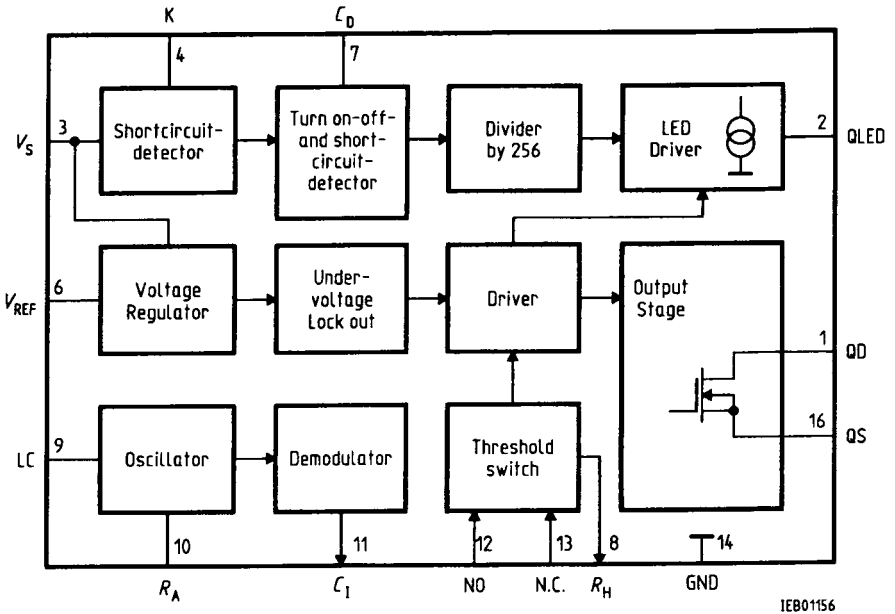 K
C_D
4
7
V_S
3
Shortcircuit-
detector
Turn on-off-
and short-
circuit-
detector
Divider
by 256
LED
Driver
2
QLED
V_REF
6
Voltage
Regulator
Under-
voltage
Lock out
Driver
Output
Stage
1
QD
16
QS
LC
9
Oscillator
Demodulator
Threshold
switch
10
11
12
13
8
14
R_A
C_I
NO
N.C.
R_H
GND
IEB01156